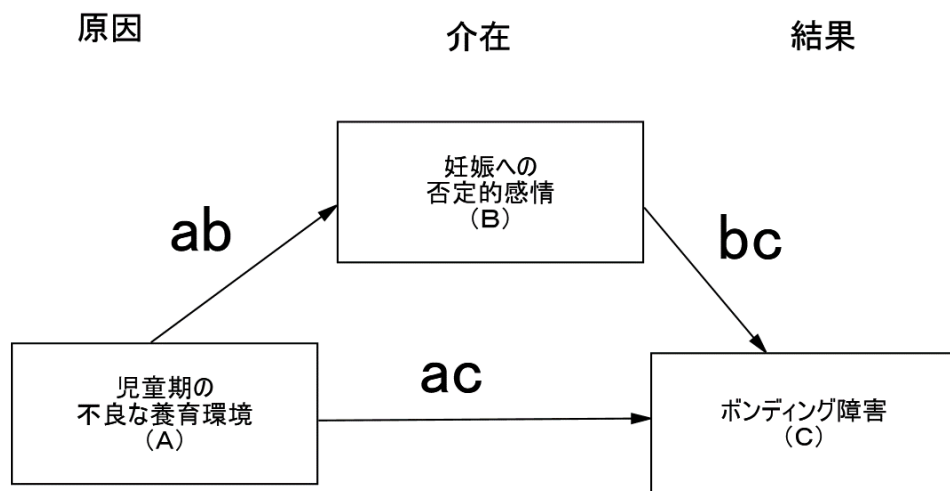 原因
介在
結果
妊娠への
否定的感情
（B）
ab
bc
児童期の
不良な養育環境
（A）
ac
ボンディング障害
（C）